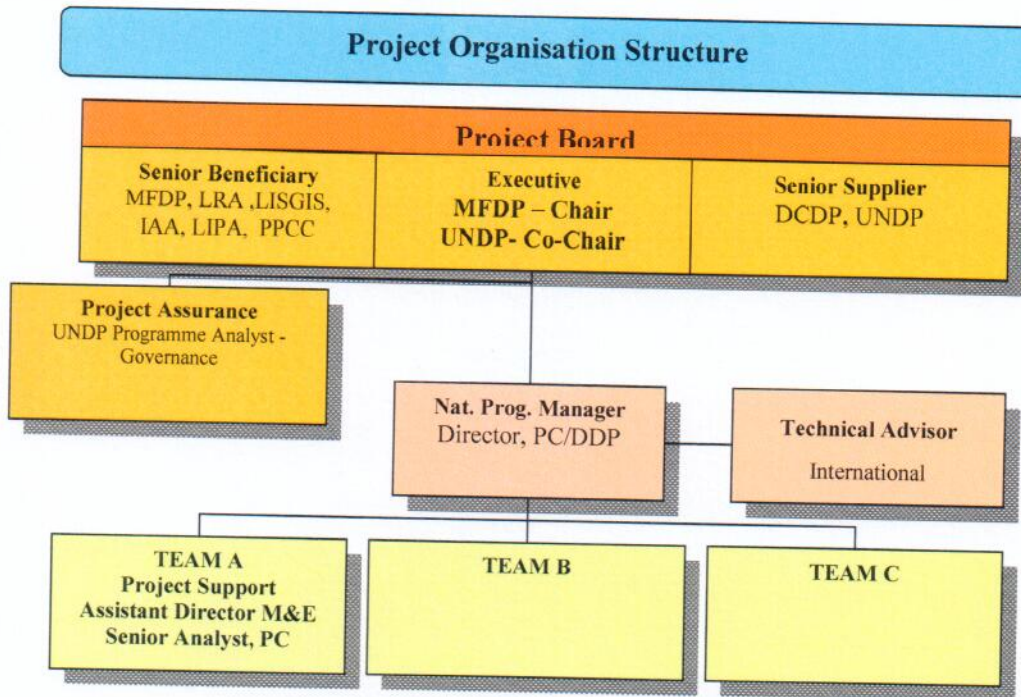 Project Organisation Structure
Project Board
Senior Beneficiary
MFDP, LRA ,LISGIS,
IAA, LIPA, PPCC
Executive
MFDP – Chair
UNDP- Co-Chair
Senior Supplier
DCDP, UNDP
Project Assurance
UNDP Programme Analyst -
Governance
Nat. Prog. Manager
Director, PC/DDP
Technical Advisor
International
TEAM A
Project Support
Assistant Director M&E
Senior Analyst, PC
TEAM B
TEAM C